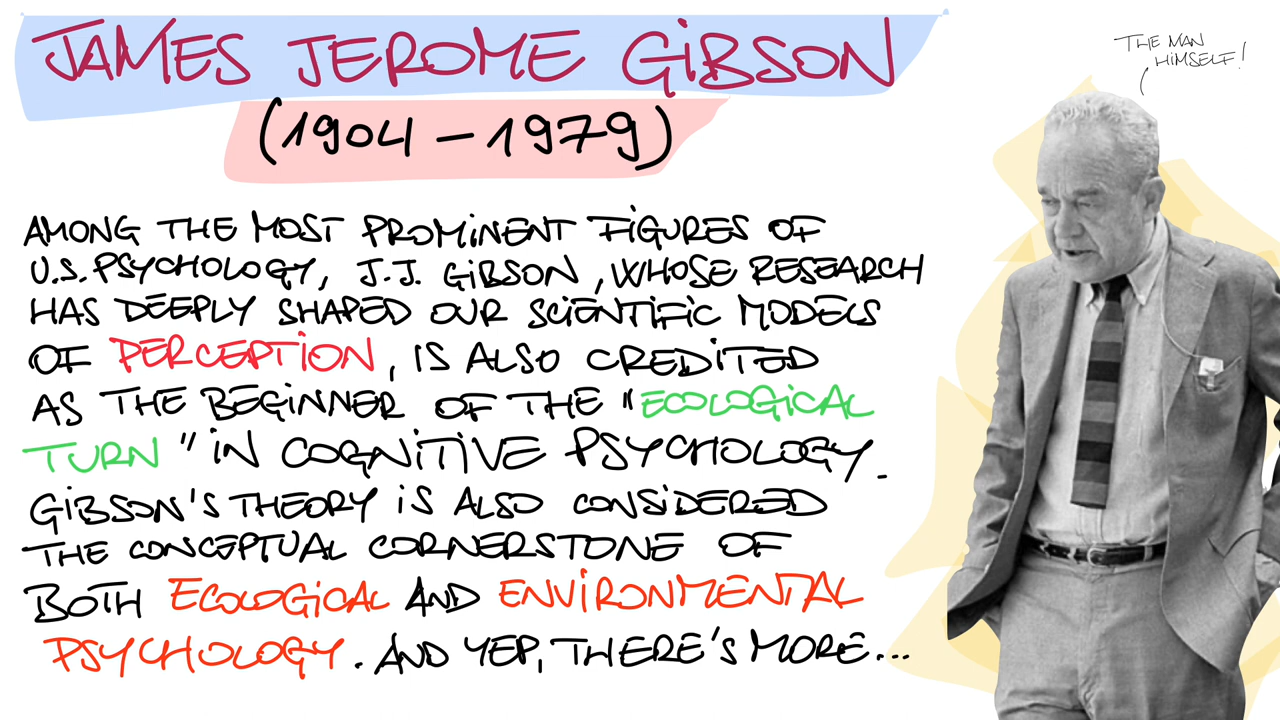 JAMES JEROME GIBSON
(1904 – 1979)
THE MAN
HIMSELF!
AMONG THE MOST PROMINENT FIGURES OF
U.S. PSYCHOLOGY, J.J. GIBSON, WHOSE RESEARCH
HAS DEEPLY SHAPED OUR SCIENTIFIC MODELS
OF PERCEPTION, IS ALSO CREDITED
AS THE BEGINNER OF THE "ECOLOGICAL
TURN" IN COGNITIVE PSYCHOLOGY.
GIBSON'S THEORY IS ALSO CONSIDERED
THE CONCEPTUAL CORNERSTONE OF
BOTH ECOLOGICAL AND ENVIRONMENTAL
PSYCHOLOGY. AND YEP, THERE'S MORE...